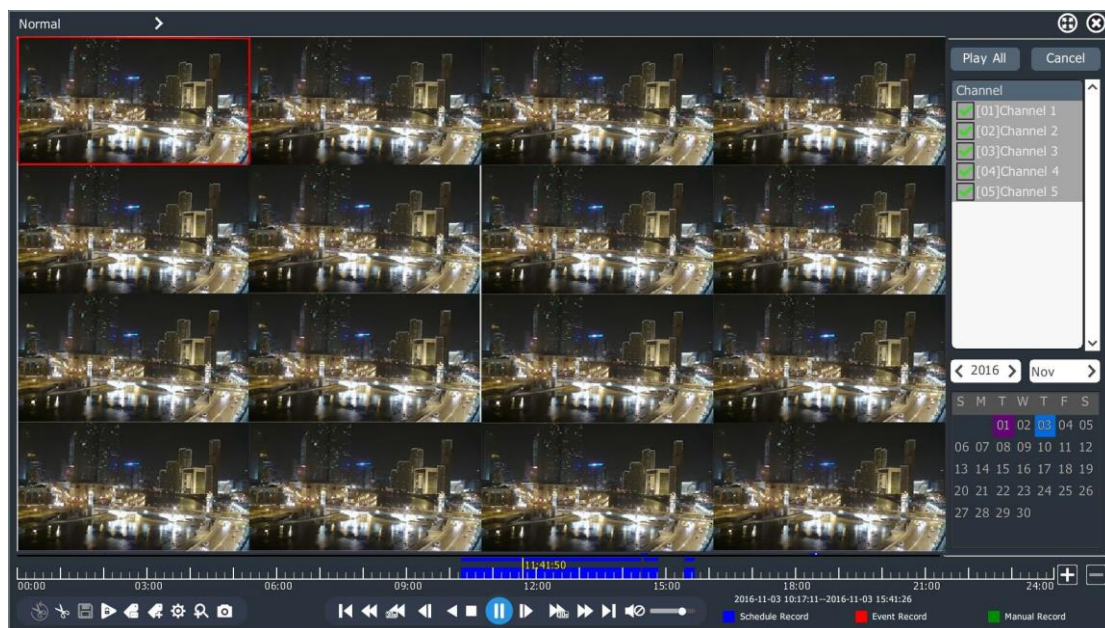 Normal
Play All Cancel
Channel
[01]Channel 1
[02]Channel 2
[03]Channel 3
[04]Channel 4
[05]Channel 5
2016 Nov
S M T W T F S
01 02 03 04 05
06 07 08 09 10 11 12
13 14 15 16 17 18 19
20 21 22 23 24 25 26
27 28 29 30
11:41:50
00:00 03:00 06:00 09:00 12:00 15:00 18:00 21:00 24:00
2016-11-03 10:17:11--2016-11-03 15:41:26
Schedule Record Event Record Manual Record